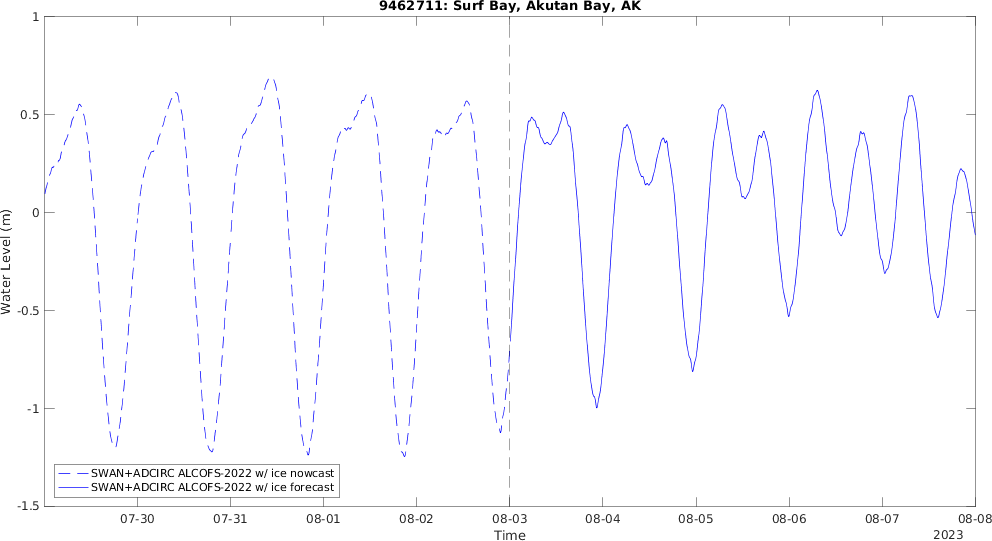 9462711: Surf Bay, Akutan Bay, AK
1
0.5
0
-0.5
-1
-1.5
Water Level (m)
SWAN+ADCIRC ALCOFS-2022 w/ ice nowcast
SWAN+ADCIRC ALCOFS-2022 w/ ice forecast
07-30 07-31 08-01 08-02 08-03 08-04 08-05 08-06 08-07 08-08
Time
2023